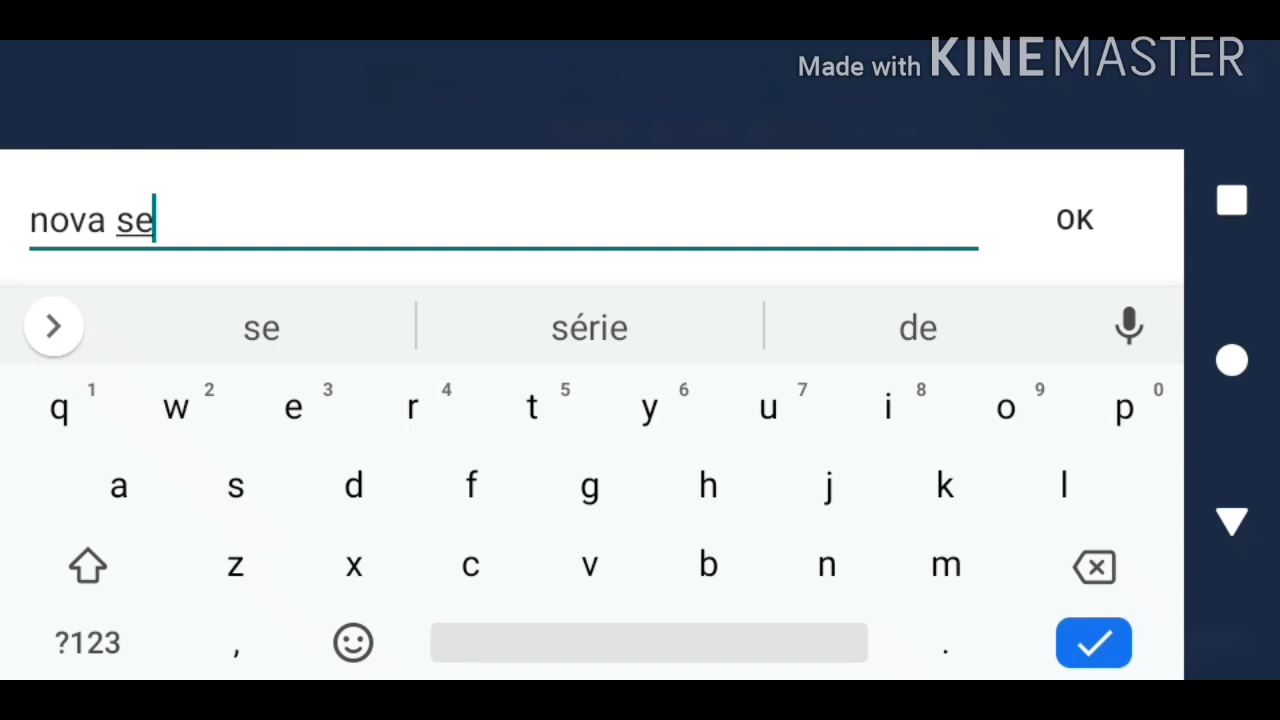 Made with KINEMASTER
nova se
OK
se série de
q 1 w 2 e 3 r 4 t 5 y 6 u 7 i 8 o 9 p 0
a s d f g h j k l
z x c v b n m
?123 , .